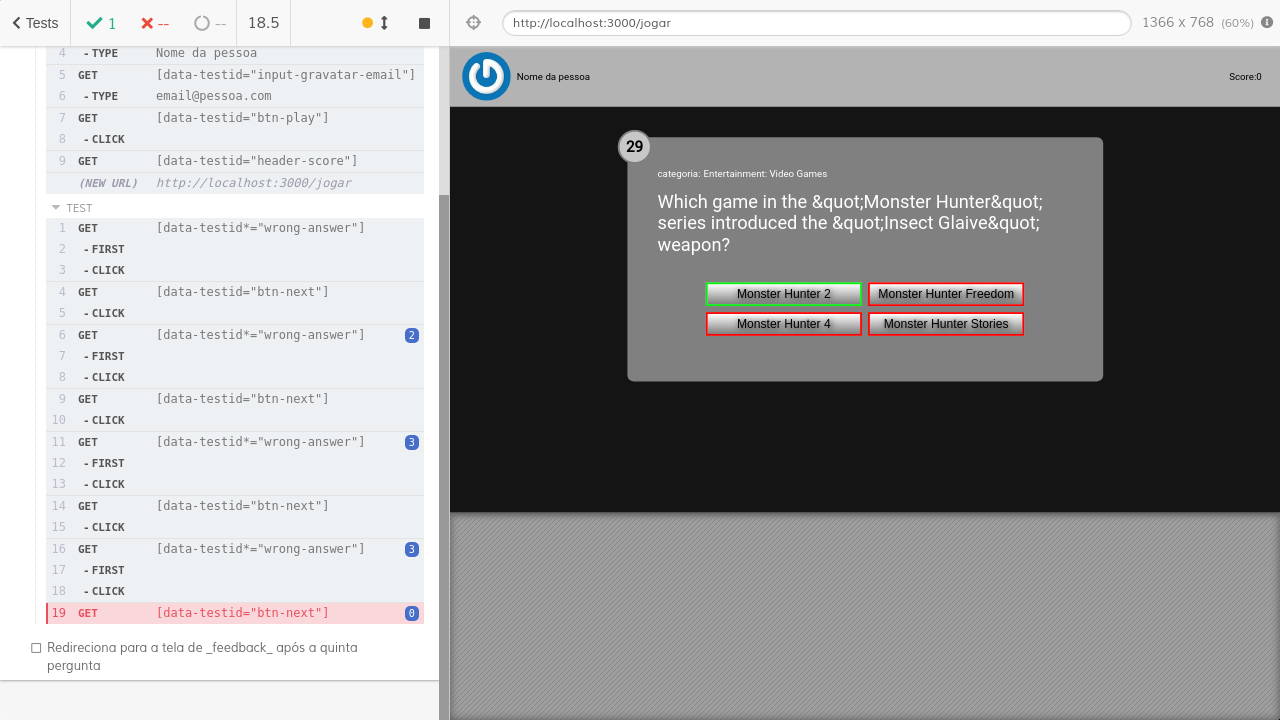 Tests
1
--
--
18.5
http://localhost:3000/jogar
1366 x 768 (60%)
4 - TYPE Nome da pessoa
5 GET [data-testid="input-gravatar-email"]
6 - TYPE email@pessoa.com
7 GET [data-testid="btn-play"]
8 - CLICK
9 GET [data-testid="header-score"]
(NEW URL) http://localhost:3000/jogar
TEST
1 GET [data-testid*="wrong-answer"]
2 - FIRST
3 - CLICK
4 GET [data-testid="btn-next"]
5 - CLICK
6 GET [data-testid*="wrong-answer"] 2
7 - FIRST
8 - CLICK
9 GET [data-testid="btn-next"]
10 - CLICK
11 GET [data-testid*="wrong-answer"] 3
12 - FIRST
13 - CLICK
14 GET [data-testid="btn-next"]
15 - CLICK
16 GET [data-testid*="wrong-answer"] 3
17 - FIRST
18 - CLICK
19 GET [data-testid="btn-next"] 0
Redireciona para a tela de _feedback_ após a quinta
pergunta
Nome da pessoa
Score:0
29
categoria: Entertainment: Video Games
Which game in the &quot;Monster Hunter&quot;
series introduced the &quot;Insect Glaive&quot;
weapon?
Monster Hunter 2
Monster Hunter Freedom
Monster Hunter 4
Monster Hunter Stories